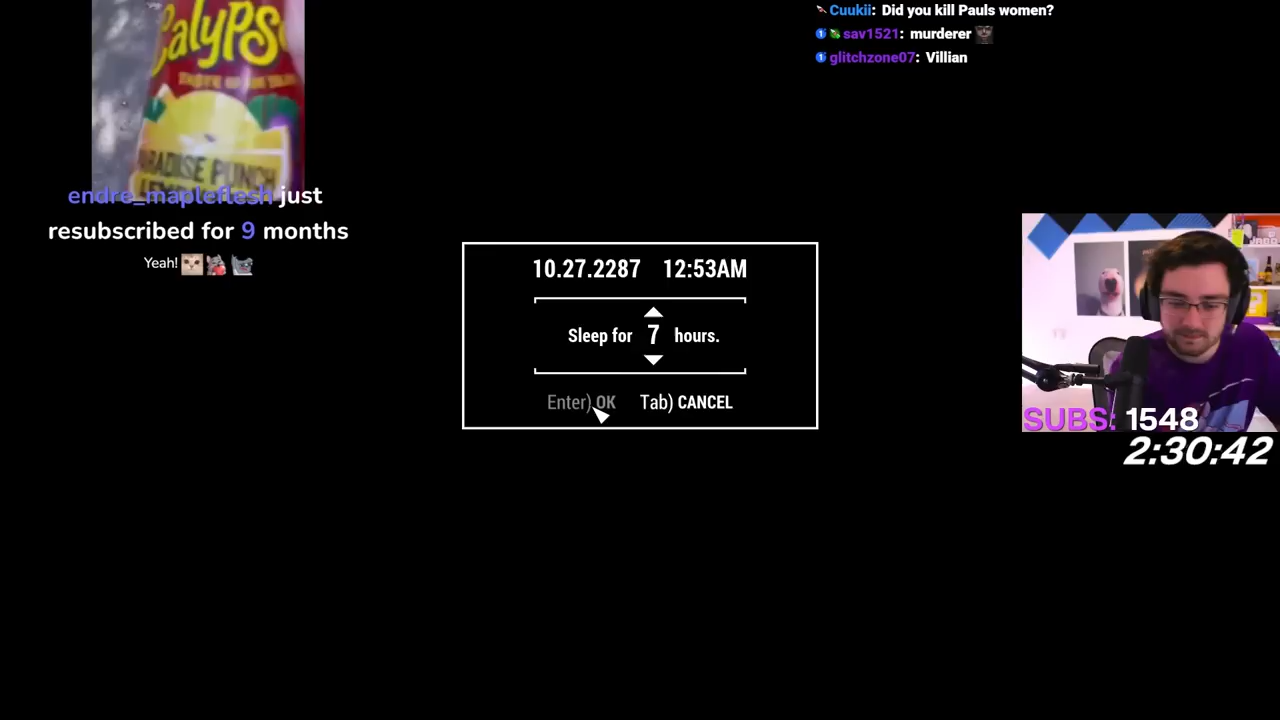 Calypso
PARADISE PUNCH
endre_mapleflesh just
resubscribed for 9 months
Yeah!
Cuukii: Did you kill Pauls women?
sav1521: murderer
glitchzone07: Villian
10.27.2287 12:53AM
Sleep for 7 hours.
Enter) OK Tab) CANCEL
SUBS: 1548
2:30:42